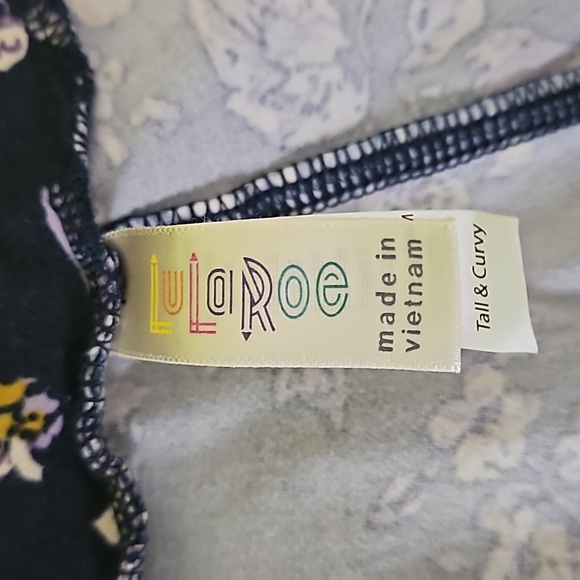 LuLaRoe
made in
vietnam
Tall & Curvy